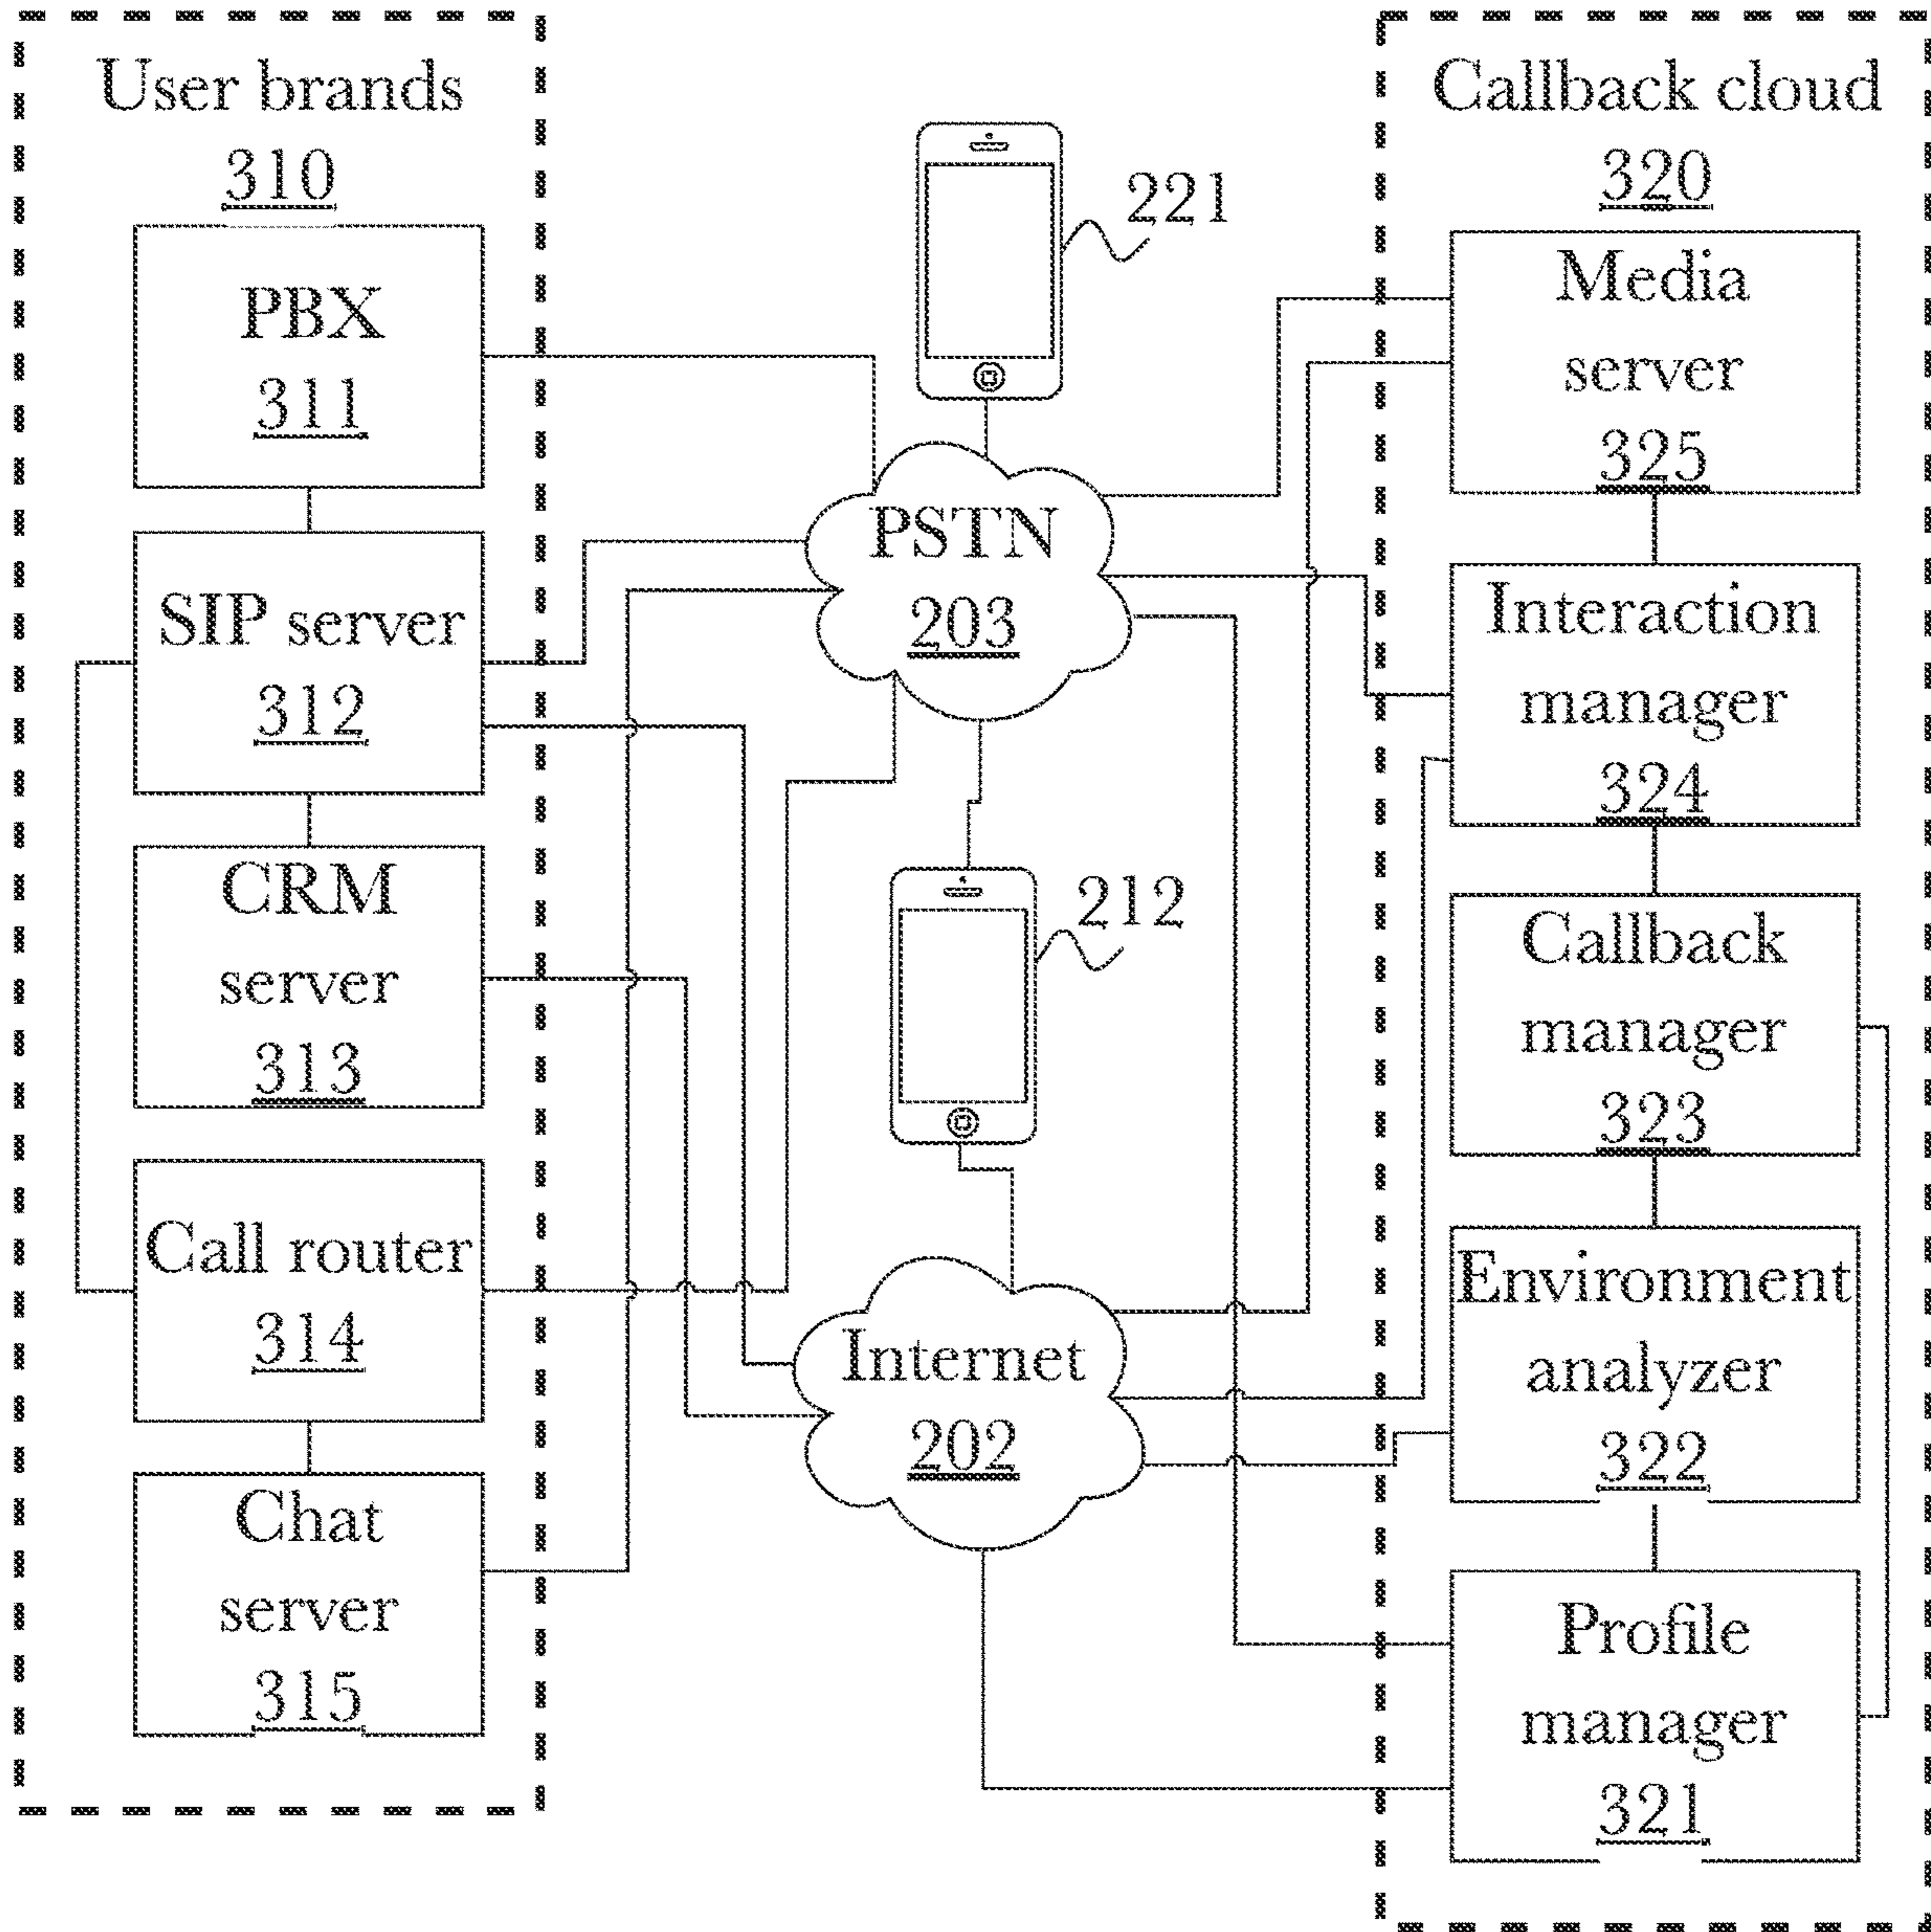 User brands
310
PBX
311
SIP server
312
CRM
server
313
Call router
314
Chat
server
315
221
PSTN
203
212
Internet
202
Callback cloud
320
Media
server
325
Interaction
manager
324
Callback
manager
323
Environment
analyzer
322
Profile
manager
321